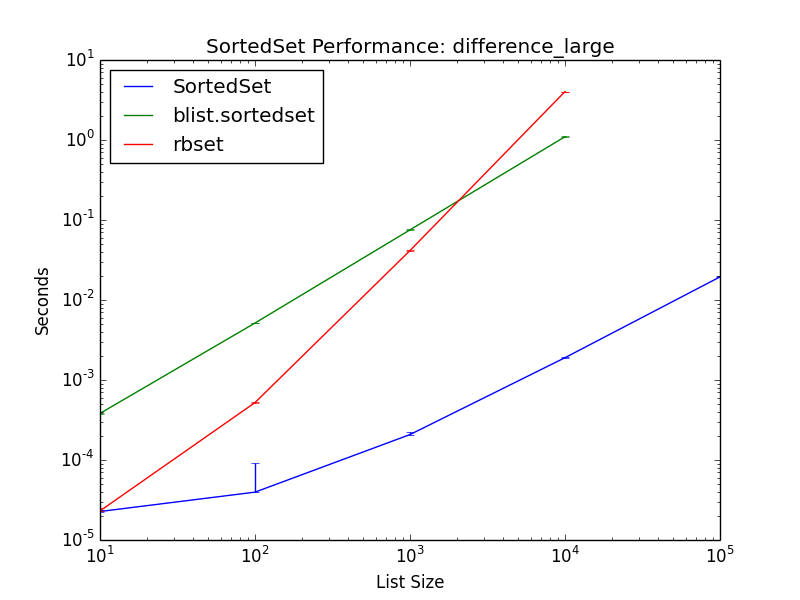 SortedSet Performance: difference_large
10^1
SortedSet
blist.sortedset
rbset
10^0
10^-1
10^-2
10^-3
10^-4
10^-5
Seconds
10^1 10^2 10^3 10^4 10^5
List Size